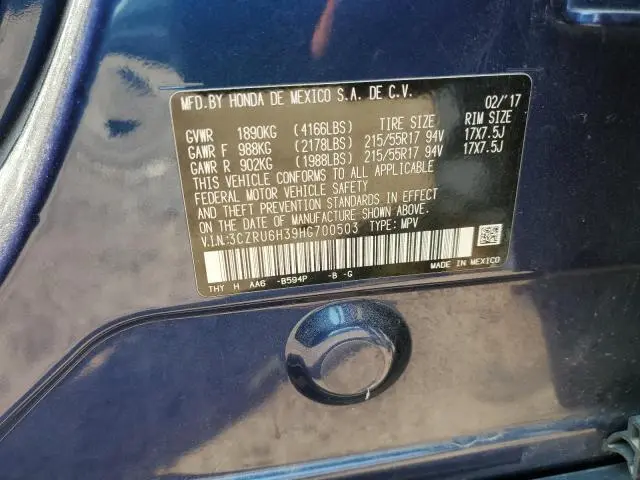 MFD.BY HONDA DE MEXICO S.A. DE C.V. 02/'17
GVWR 1890KG (4166LBS) TIRE SIZE RIM SIZE
GAWR F 988KG (2178LBS) 215/55R17 94V 17X7.5J
GAWR R 902KG (1988LBS) 215/55R17 94V 17X7.5J
THIS VEHICLE CONFORMS TO ALL APPLICABLE
FEDERAL MOTOR VEHICLE SAFETY
AND THEFT PREVENTION STANDARDS IN EFFECT
ON THE DATE OF MANUFACTURE SHOWN ABOVE.
V.I.N.:3CZRU6H39HG700503 TYPE: MPV
THY H AA6 -B594P -B -G MADE IN MEXICO